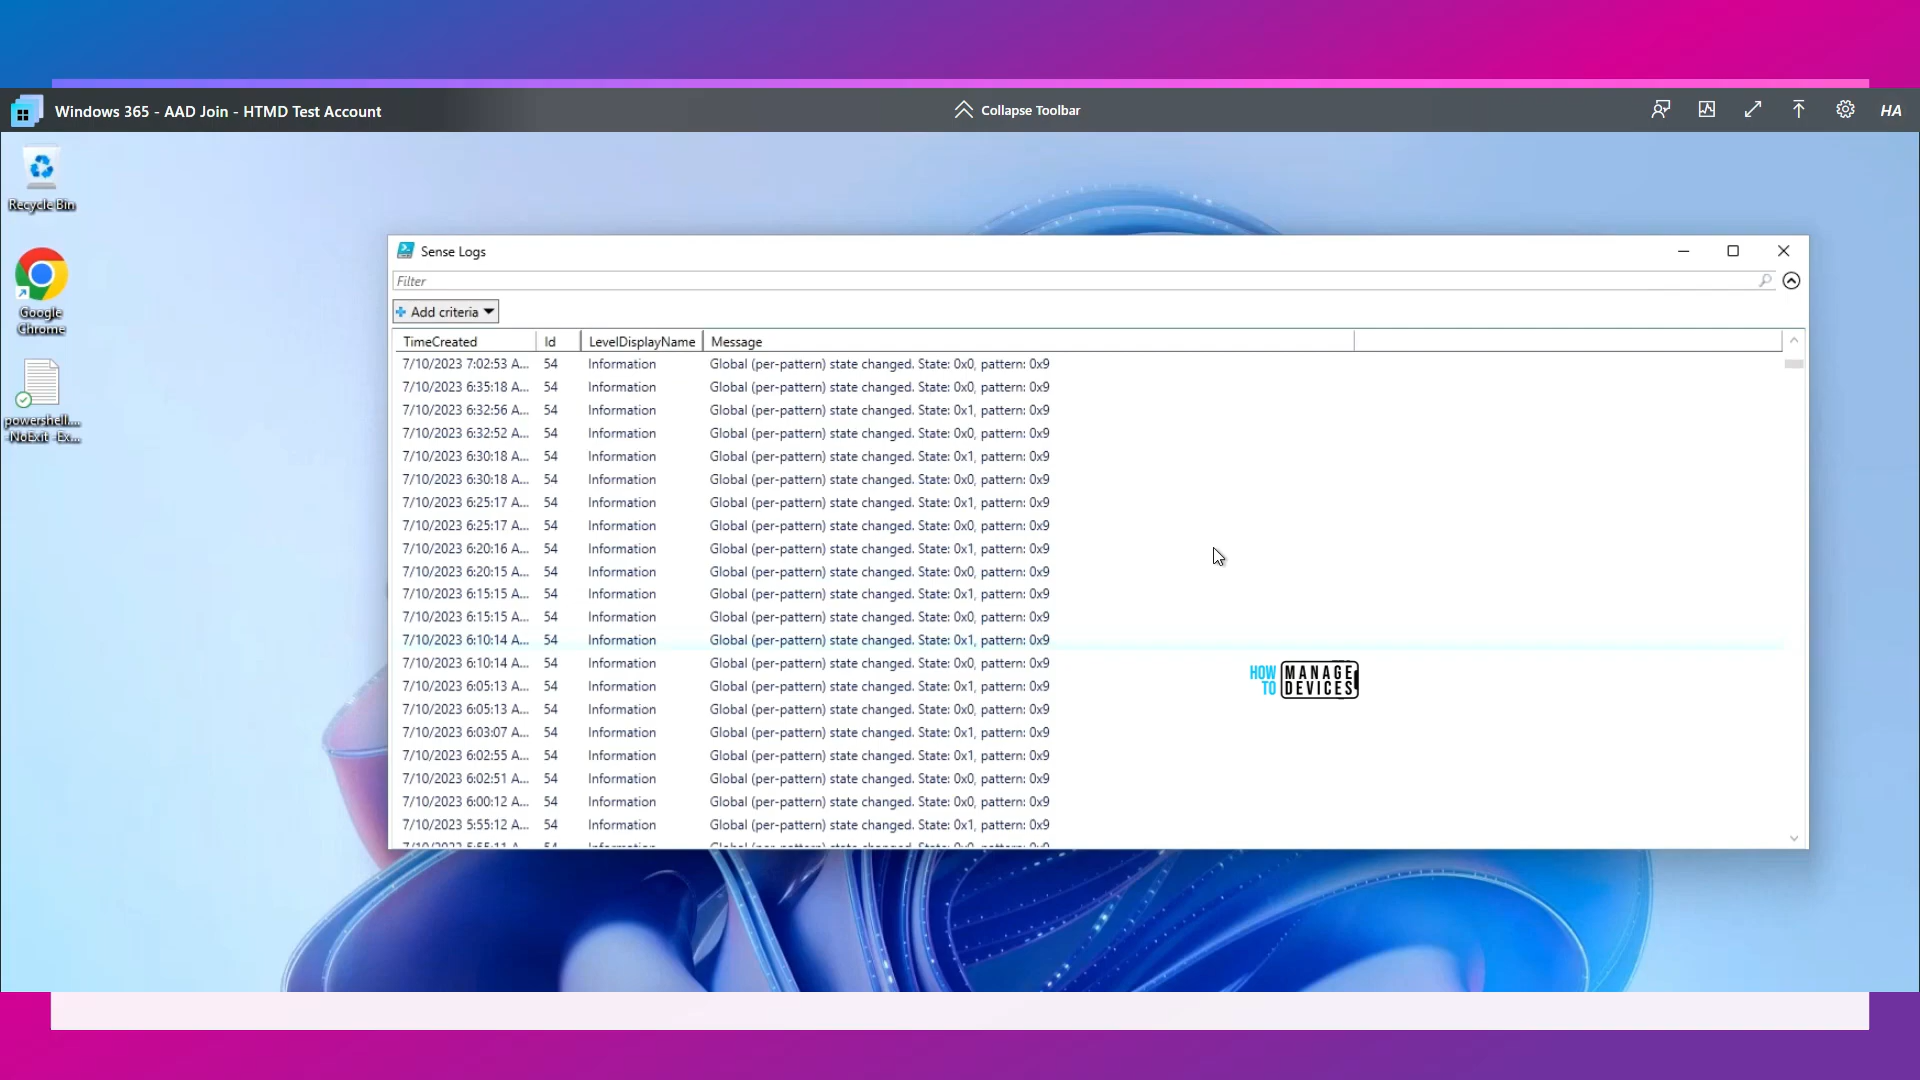 Windows 365 - AAD Join - HTMD Test Account
Collapse Toolbar
HA
Recycle Bin
Google
Chrome
powershell....
-NoExit -Ex...
Sense Logs
Filter
Add criteria
TimeCreated Id LevelDisplayName Message
7/10/2023 7:02:53 A... 54 Information Global (per-pattern) state changed. State: 0x0, pattern: 0x9
7/10/2023 6:35:18 A... 54 Information Global (per-pattern) state changed. State: 0x0, pattern: 0x9
7/10/2023 6:32:56 A... 54 Information Global (per-pattern) state changed. State: 0x1, pattern: 0x9
7/10/2023 6:32:52 A... 54 Information Global (per-pattern) state changed. State: 0x0, pattern: 0x9
7/10/2023 6:30:18 A... 54 Information Global (per-pattern) state changed. State: 0x1, pattern: 0x9
7/10/2023 6:30:18 A... 54 Information Global (per-pattern) state changed. State: 0x0, pattern: 0x9
7/10/2023 6:25:17 A... 54 Information Global (per-pattern) state changed. State: 0x1, pattern: 0x9
7/10/2023 6:25:17 A... 54 Information Global (per-pattern) state changed. State: 0x0, pattern: 0x9
7/10/2023 6:20:16 A... 54 Information Global (per-pattern) state changed. State: 0x1, pattern: 0x9
7/10/2023 6:20:15 A... 54 Information Global (per-pattern) state changed. State: 0x0, pattern: 0x9
7/10/2023 6:15:15 A... 54 Information Global (per-pattern) state changed. State: 0x1, pattern: 0x9
7/10/2023 6:15:15 A... 54 Information Global (per-pattern) state changed. State: 0x0, pattern: 0x9
7/10/2023 6:10:14 A... 54 Information Global (per-pattern) state changed. State: 0x1, pattern: 0x9
7/10/2023 6:10:14 A... 54 Information Global (per-pattern) state changed. State: 0x0, pattern: 0x9
7/10/2023 6:05:13 A... 54 Information Global (per-pattern) state changed. State: 0x1, pattern: 0x9
7/10/2023 6:05:13 A... 54 Information Global (per-pattern) state changed. State: 0x0, pattern: 0x9
7/10/2023 6:03:07 A... 54 Information Global (per-pattern) state changed. State: 0x1, pattern: 0x9
7/10/2023 6:02:55 A... 54 Information Global (per-pattern) state changed. State: 0x1, pattern: 0x9
7/10/2023 6:02:51 A... 54 Information Global (per-pattern) state changed. State: 0x0, pattern: 0x9
7/10/2023 6:00:12 A... 54 Information Global (per-pattern) state changed. State: 0x0, pattern: 0x9
7/10/2023 5:55:12 A... 54 Information Global (per-pattern) state changed. State: 0x1, pattern: 0x9
HOW TO MANAGE DEVICES